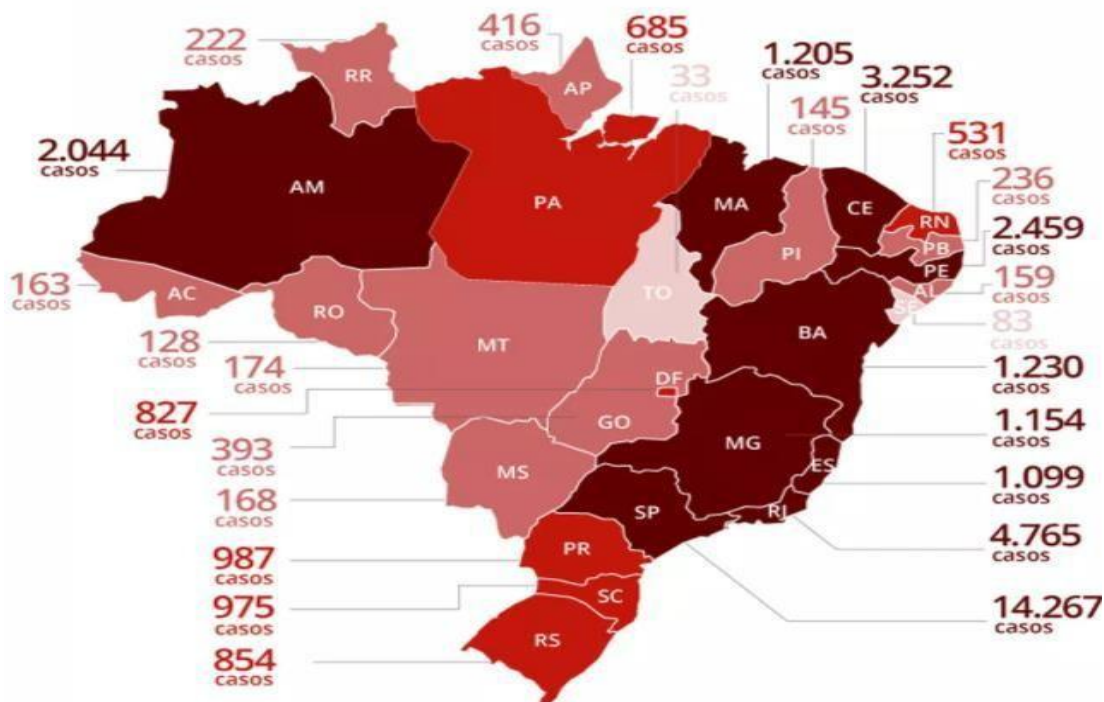 222
casos
416
casos
685
casos
33
casos
1.205
casos
3.252
casos
145
casos
531
casos
236
casos
2.459
casos
159
casos
83
casos
1.230
casos
1.154
casos
1.099
casos
4.765
casos
14.267
casos
2.044
casos
163
casos
128
casos
174
casos
827
casos
393
casos
168
casos
987
casos
975
casos
854
casos
RR
AP
AM
PA
MA
CE
RN
PB
PE
AL
SE
PI
AC
RO
TO
BA
MT
DF
GO
MG
ES
MS
SP
RJ
PR
SC
RS